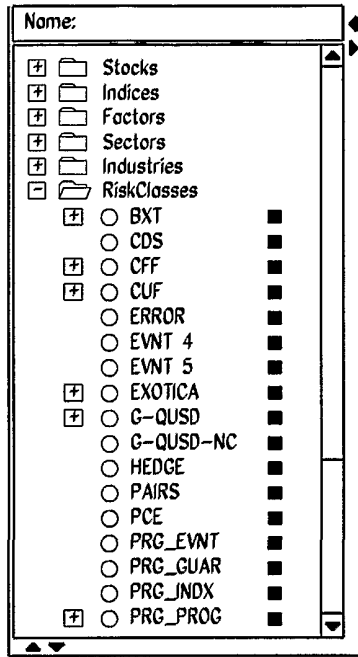 Name:
Stocks
Indices
Factors
Sectors
Industries
RiskClasses
BXT
CDS
CFF
CUF
ERROR
EVNT 4
EVNT 5
EXOTICA
G-QUSD
G-QUSD-NC
HEDGE
PAIRS
PCE
PRG_EVNT
PRG_GUAR
PRG_INDX
PRG_PROG